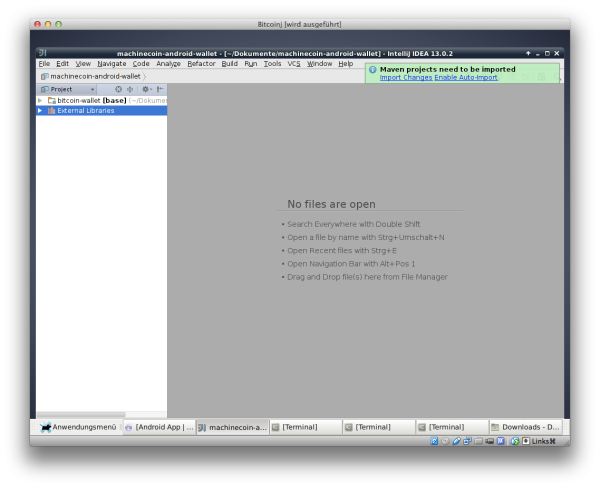 Bitcoinj [wird ausgeführt]
machinecoin-android-wallet - [~/Dokumente/machinecoin-android-wallet] - IntelliJ IDEA 13.0.2
File Edit View Navigate Code Analyze Refactor Build Run Tools VCS Window Help
machinecoin-android-wallet
Maven projects need to be imported
Import Changes Enable Auto-Import
Project
bitcoin-wallet [base] (~/Dokumen
External Libraries
No files are open
• Search Everywhere with Double Shift
• Open a file by name with Strg+Umschalt+N
• Open Recent files with Strg+E
• Open Navigation Bar with Alt+Pos 1
• Drag and Drop file(s) here from File Manager
Anwendungsmenü [Android App | ... machinecoin-a... [Terminal] [Terminal] [Terminal] Downloads - D...
Links⌘